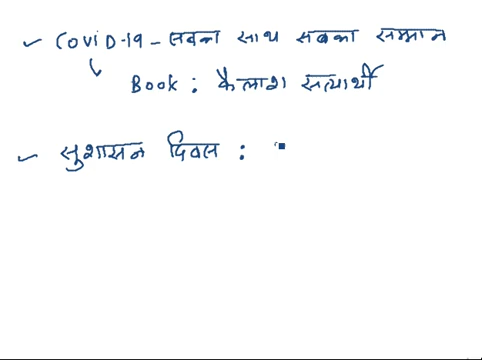 ✓ COVID-19 - सबका साथ सबका सम्मान
Book : कैलाश सत्यार्थी
✓ सुशासन दिवस :